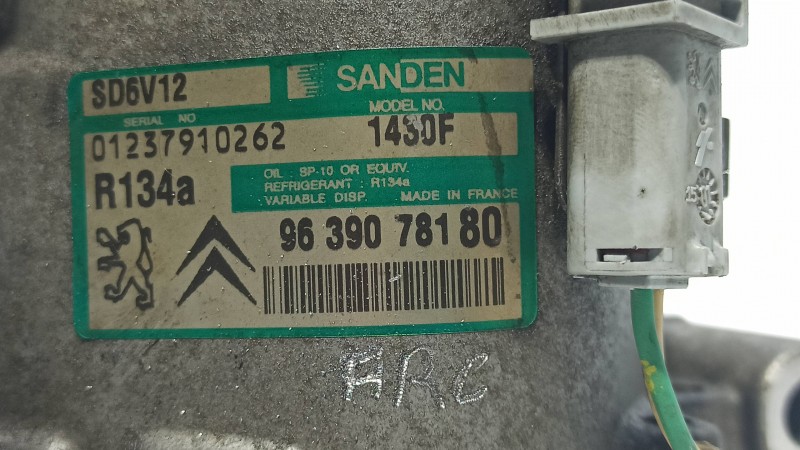 SD6V12
SANDEN
SERIAL NO
MODEL NO.
01237910262
1430F
R134a
OIL : SP-10 OR EQUIV.
REFRIGERANT : R134a
VARIABLE DISP. MADE IN FRANCE
96 390 781 80
ARC